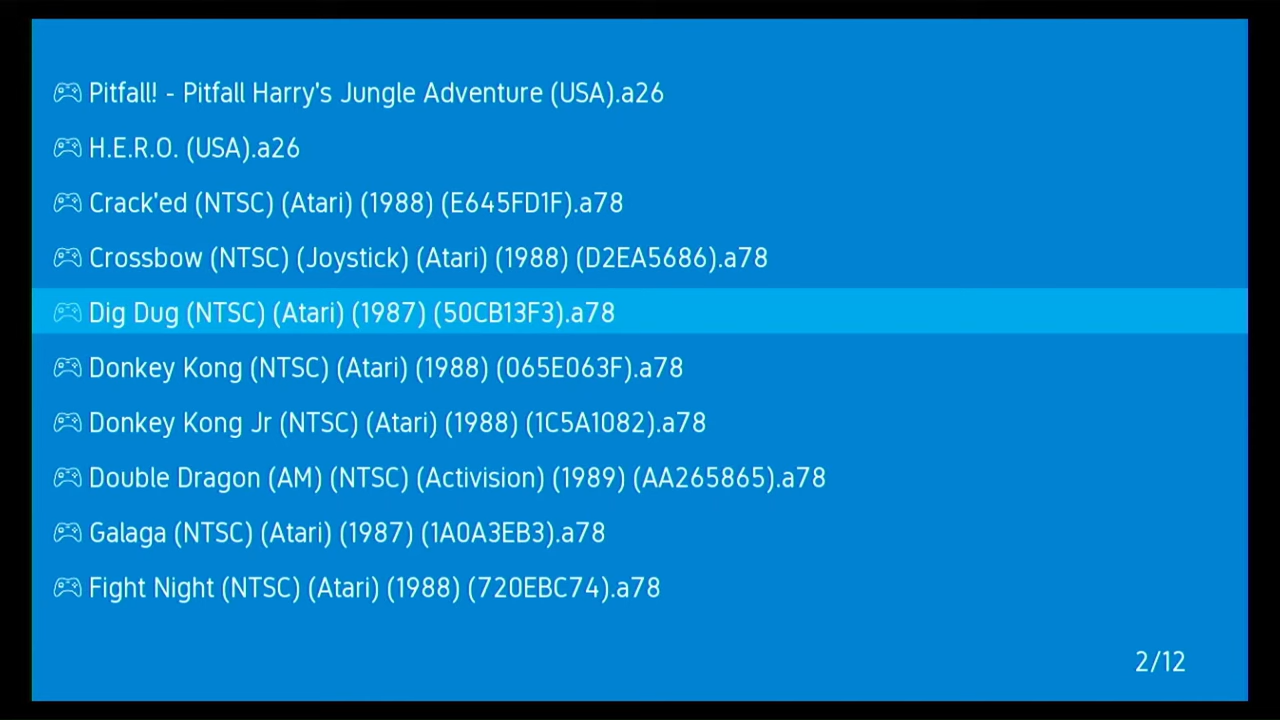 Pitfall! - Pitfall Harry's Jungle Adventure (USA).a26
H.E.R.O. (USA).a26
Crack'ed (NTSC) (Atari) (1988) (E645FD1F).a78
Crossbow (NTSC) (Joystick) (Atari) (1988) (D2EA5686).a78
Dig Dug (NTSC) (Atari) (1987) (50CB13F3).a78
Donkey Kong (NTSC) (Atari) (1988) (065E063F).a78
Donkey Kong Jr (NTSC) (Atari) (1988) (1C5A1082).a78
Double Dragon (AM) (NTSC) (Activision) (1989) (AA265865).a78
Galaga (NTSC) (Atari) (1987) (1A0A3EB3).a78
Fight Night (NTSC) (Atari) (1988) (720EBC74).a78
2/12